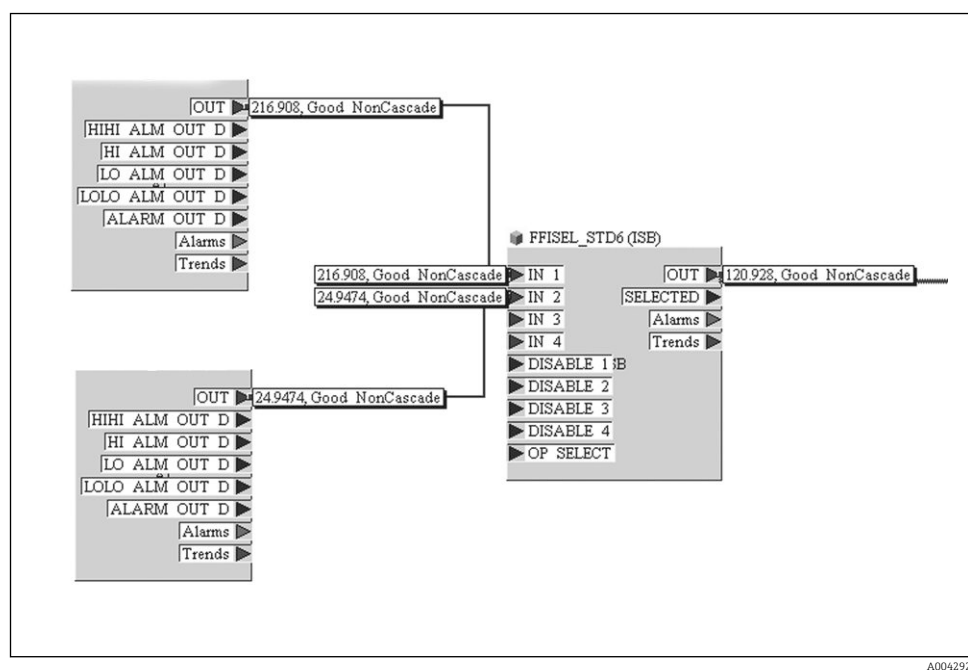 OUT
216.908, Good NonCascade
HIHI ALM OUT D
HI ALM OUT D
LO ALM OUT D
LOLO ALM OUT D
ALARM OUT D
Alarms
Trends
FFISEL_STD6 (ISB)
216.908, Good NonCascade
IN 1
24.9474, Good NonCascade
IN 2
IN 3
IN 4
DISABLE 1
DISABLE 2
DISABLE 3
DISABLE 4
OP SELECT
OUT
120.928, Good NonCascade
SELECTED
Alarms
Trends
OUT
24.9474, Good NonCascade
HIHI ALM OUT D
HI ALM OUT D
LO ALM OUT D
LOLO ALM OUT D
ALARM OUT D
Alarms
Trends